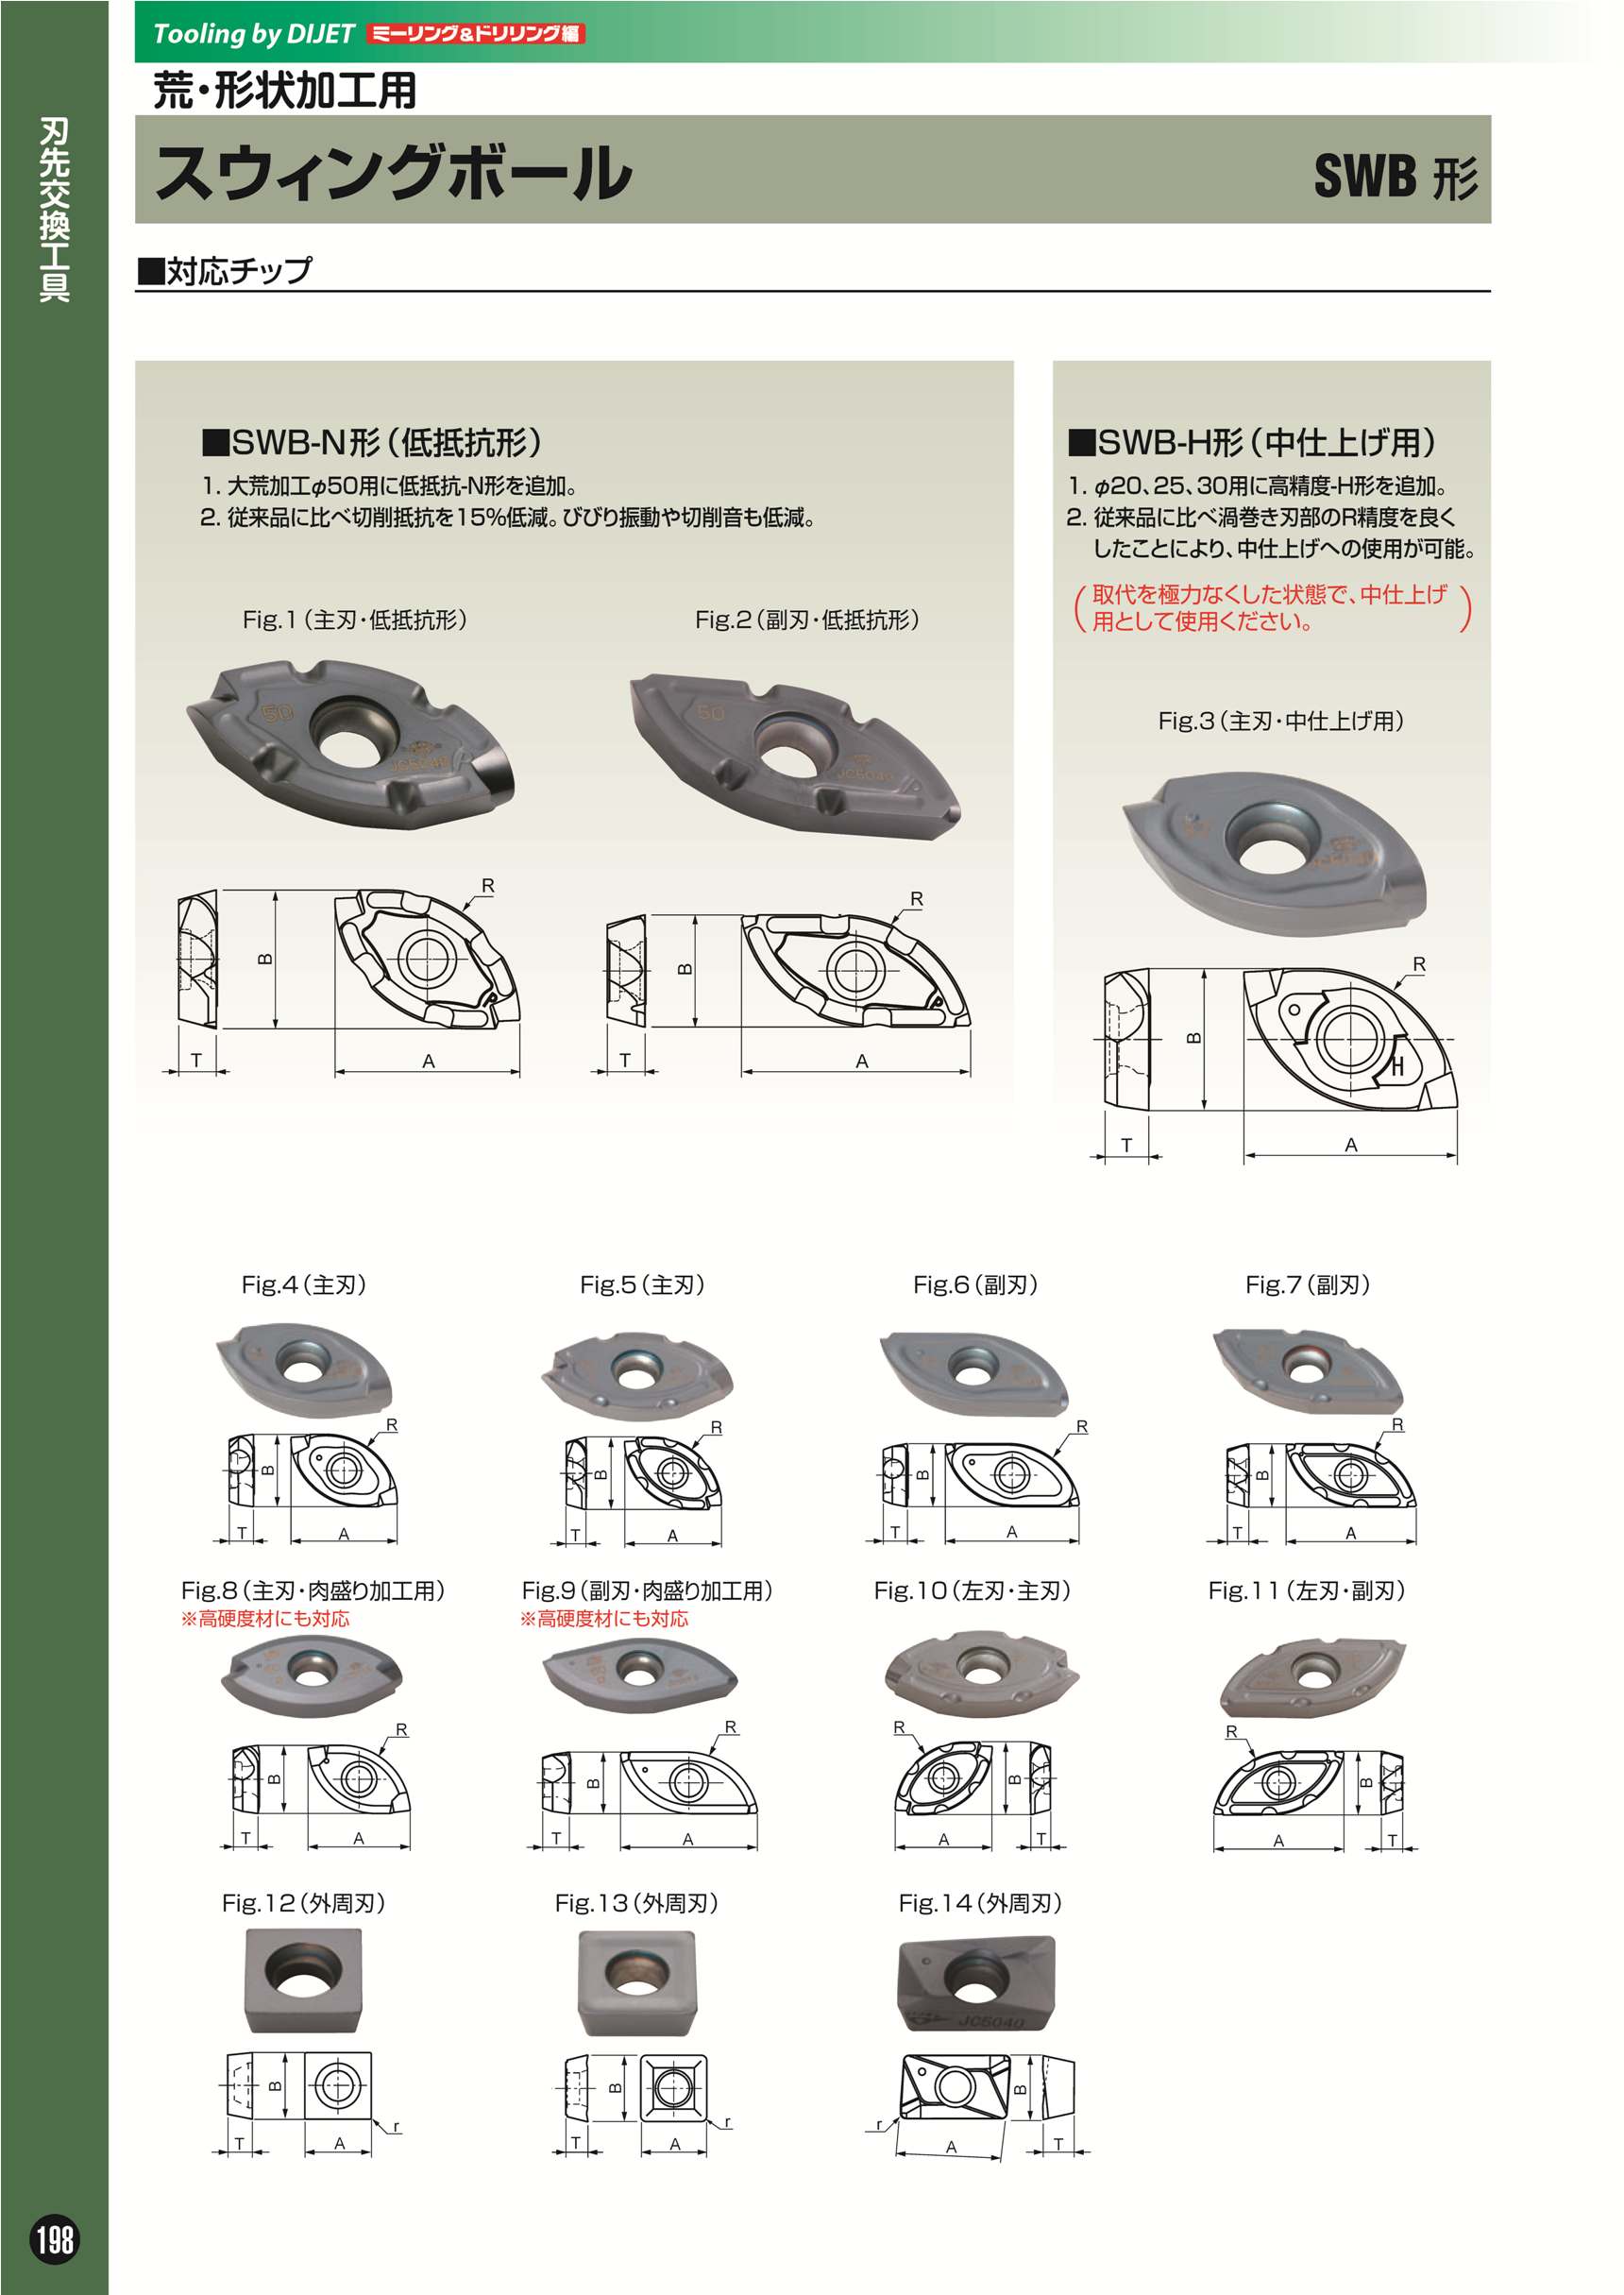 Tooling by DIJET ミーリング&ドリリング編
荒・形状加工用
スウィングボール
SWB 形
刃先交換工具
■対応チップ
■SWB-N形(低抵抗形)
1. 大荒加工φ50用に低抵抗-N形を追加。
2. 従来品に比べ切削抵抗を15%低減。びびり振動や切削音も低減。
Fig.1(主刃・低抵抗形)
Fig.2(副刃・低抵抗形)
50
50
JC5040
R
B
T
A
R
B
T
A
■SWB-H形(中仕上げ用)
1. φ20、25、30用に高精度-H形を追加。
2. 従来品に比べ渦巻き刃部のR精度を良く
したことにより、中仕上げへの使用が可能。
(取代を極力なくした状態で、中仕上げ
用として使用ください。)
Fig.3(主刃・中仕上げ用)
R
B
H
T
A
Fig.4(主刃)
Fig.5(主刃)
Fig.6(副刃)
Fig.7(副刃)
R
B
T
A
R
B
T
A
R
B
T
A
R
B
T
A
Fig.8(主刃・肉盛り加工用)
※高硬度材にも対応
Fig.9(副刃・肉盛り加工用)
※高硬度材にも対応
Fig.10(左刃・主刃)
Fig.11(左刃・副刃)
R
B
T
A
R
B
T
A
R
B
A
T
R
B
A
T
Fig.12(外周刃)
Fig.13(外周刃)
Fig.14(外周刃)
JC5040
B
r
T
A
B
r
T
A
B
r
A
T
198